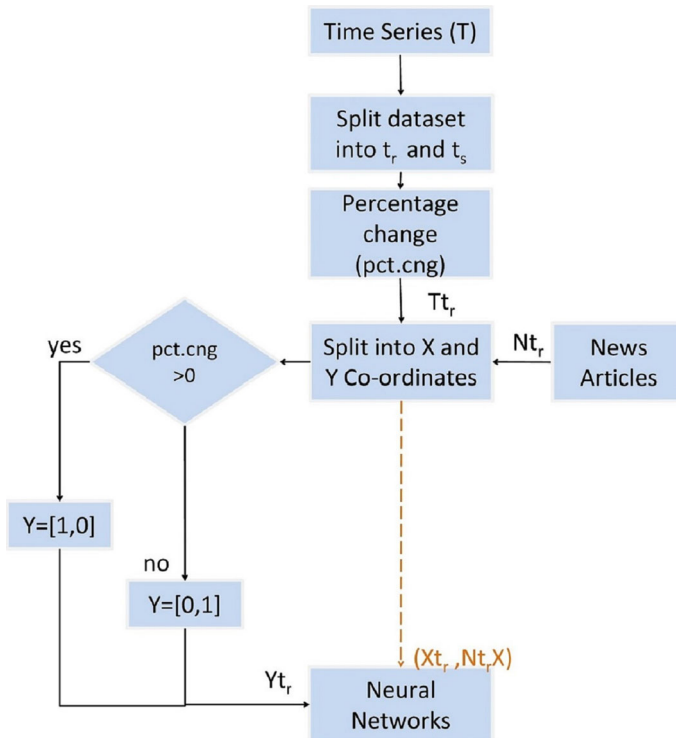 Time Series (T)
Split dataset
into tᵣ and tₛ
Percentage
change
(pct.cng)
Ttᵣ
yes
pct.cng
>0
Split into X and
Y Co-ordinates
Ntᵣ
News
Articles
Y=[1,0]
no
Y=[0,1]
(Xtᵣ ,NtᵣX)
Ytᵣ
Neural
Networks